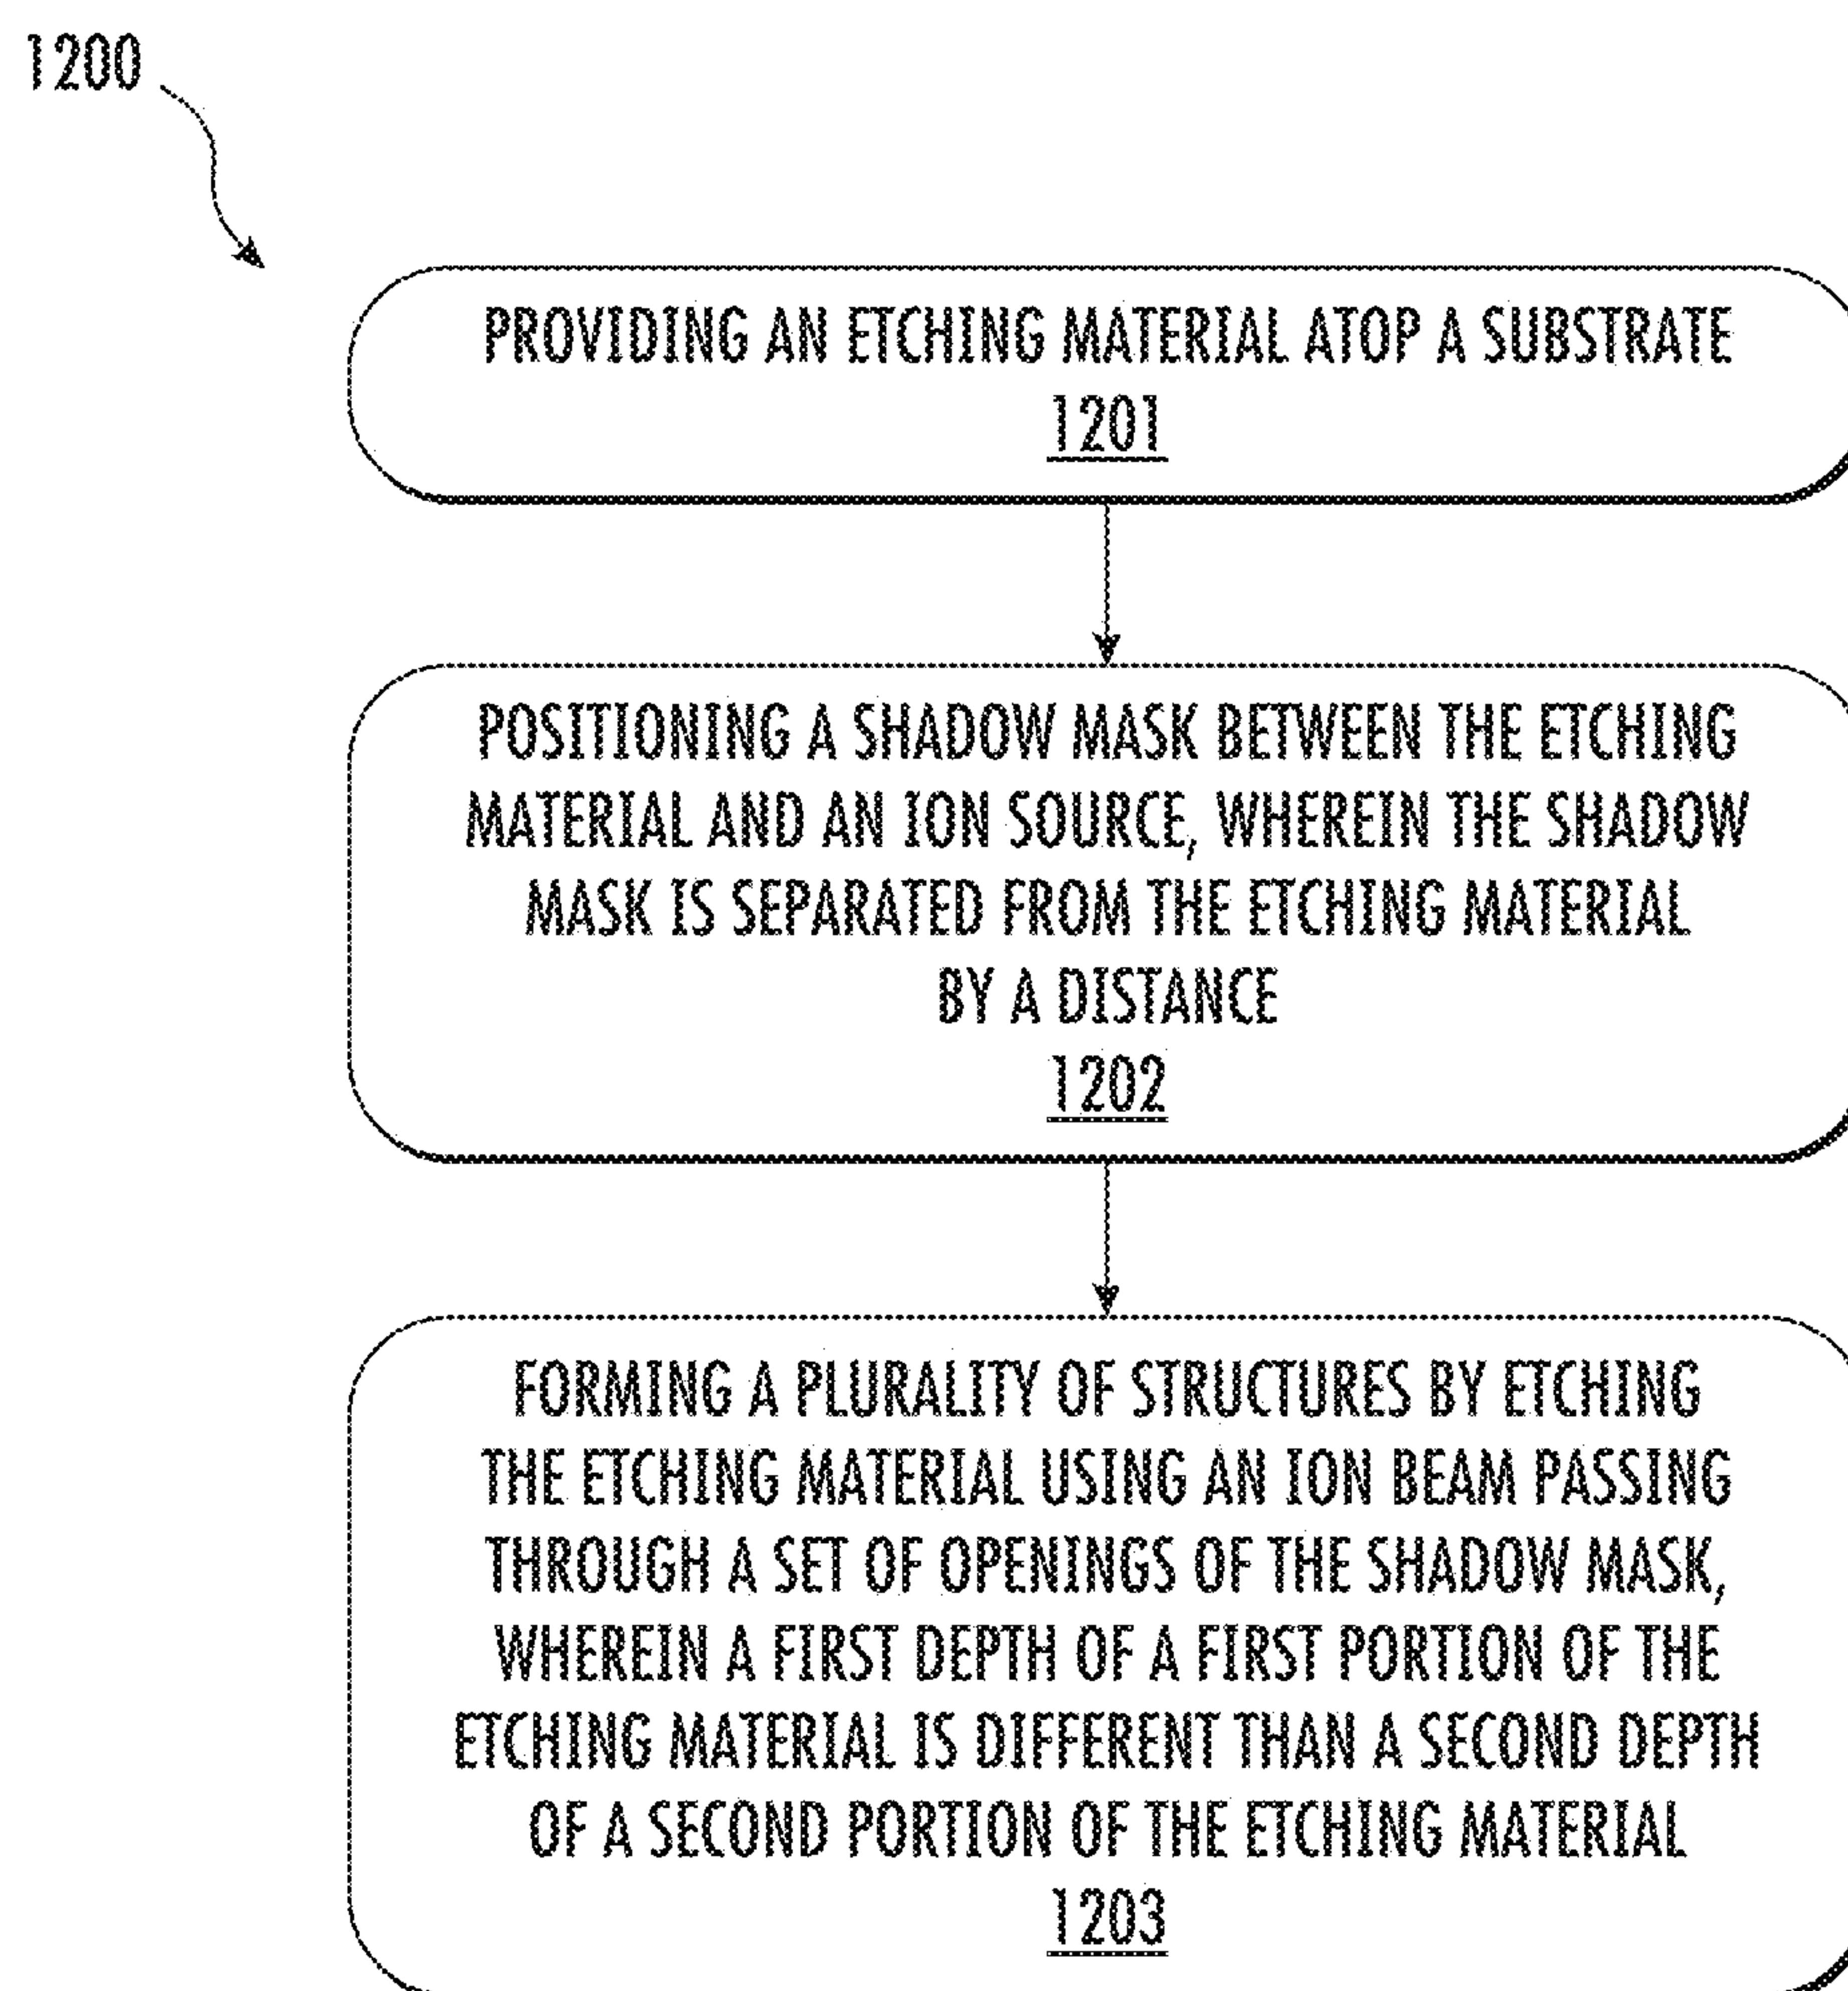 1200
PROVIDING AN ETCHING MATERIAL ATOP A SUBSTRATE
1201
POSITIONING A SHADOW MASK BETWEEN THE ETCHING
MATERIAL AND AN ION SOURCE, WHEREIN THE SHADOW
MASK IS SEPARATED FROM THE ETCHING MATERIAL
BY A DISTANCE
1202
FORMING A PLURALITY OF STRUCTURES BY ETCHING
THE ETCHING MATERIAL USING AN ION BEAM PASSING
THROUGH A SET OF OPENINGS OF THE SHADOW MASK,
WHEREIN A FIRST DEPTH OF A FIRST PORTION OF THE
ETCHING MATERIAL IS DIFFERENT THAN A SECOND DEPTH
OF A SECOND PORTION OF THE ETCHING MATERIAL
1203